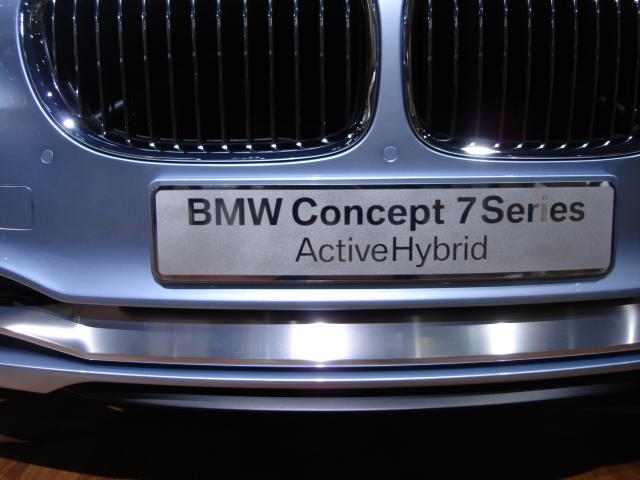 BMW Concept 7 Series
ActiveHybrid